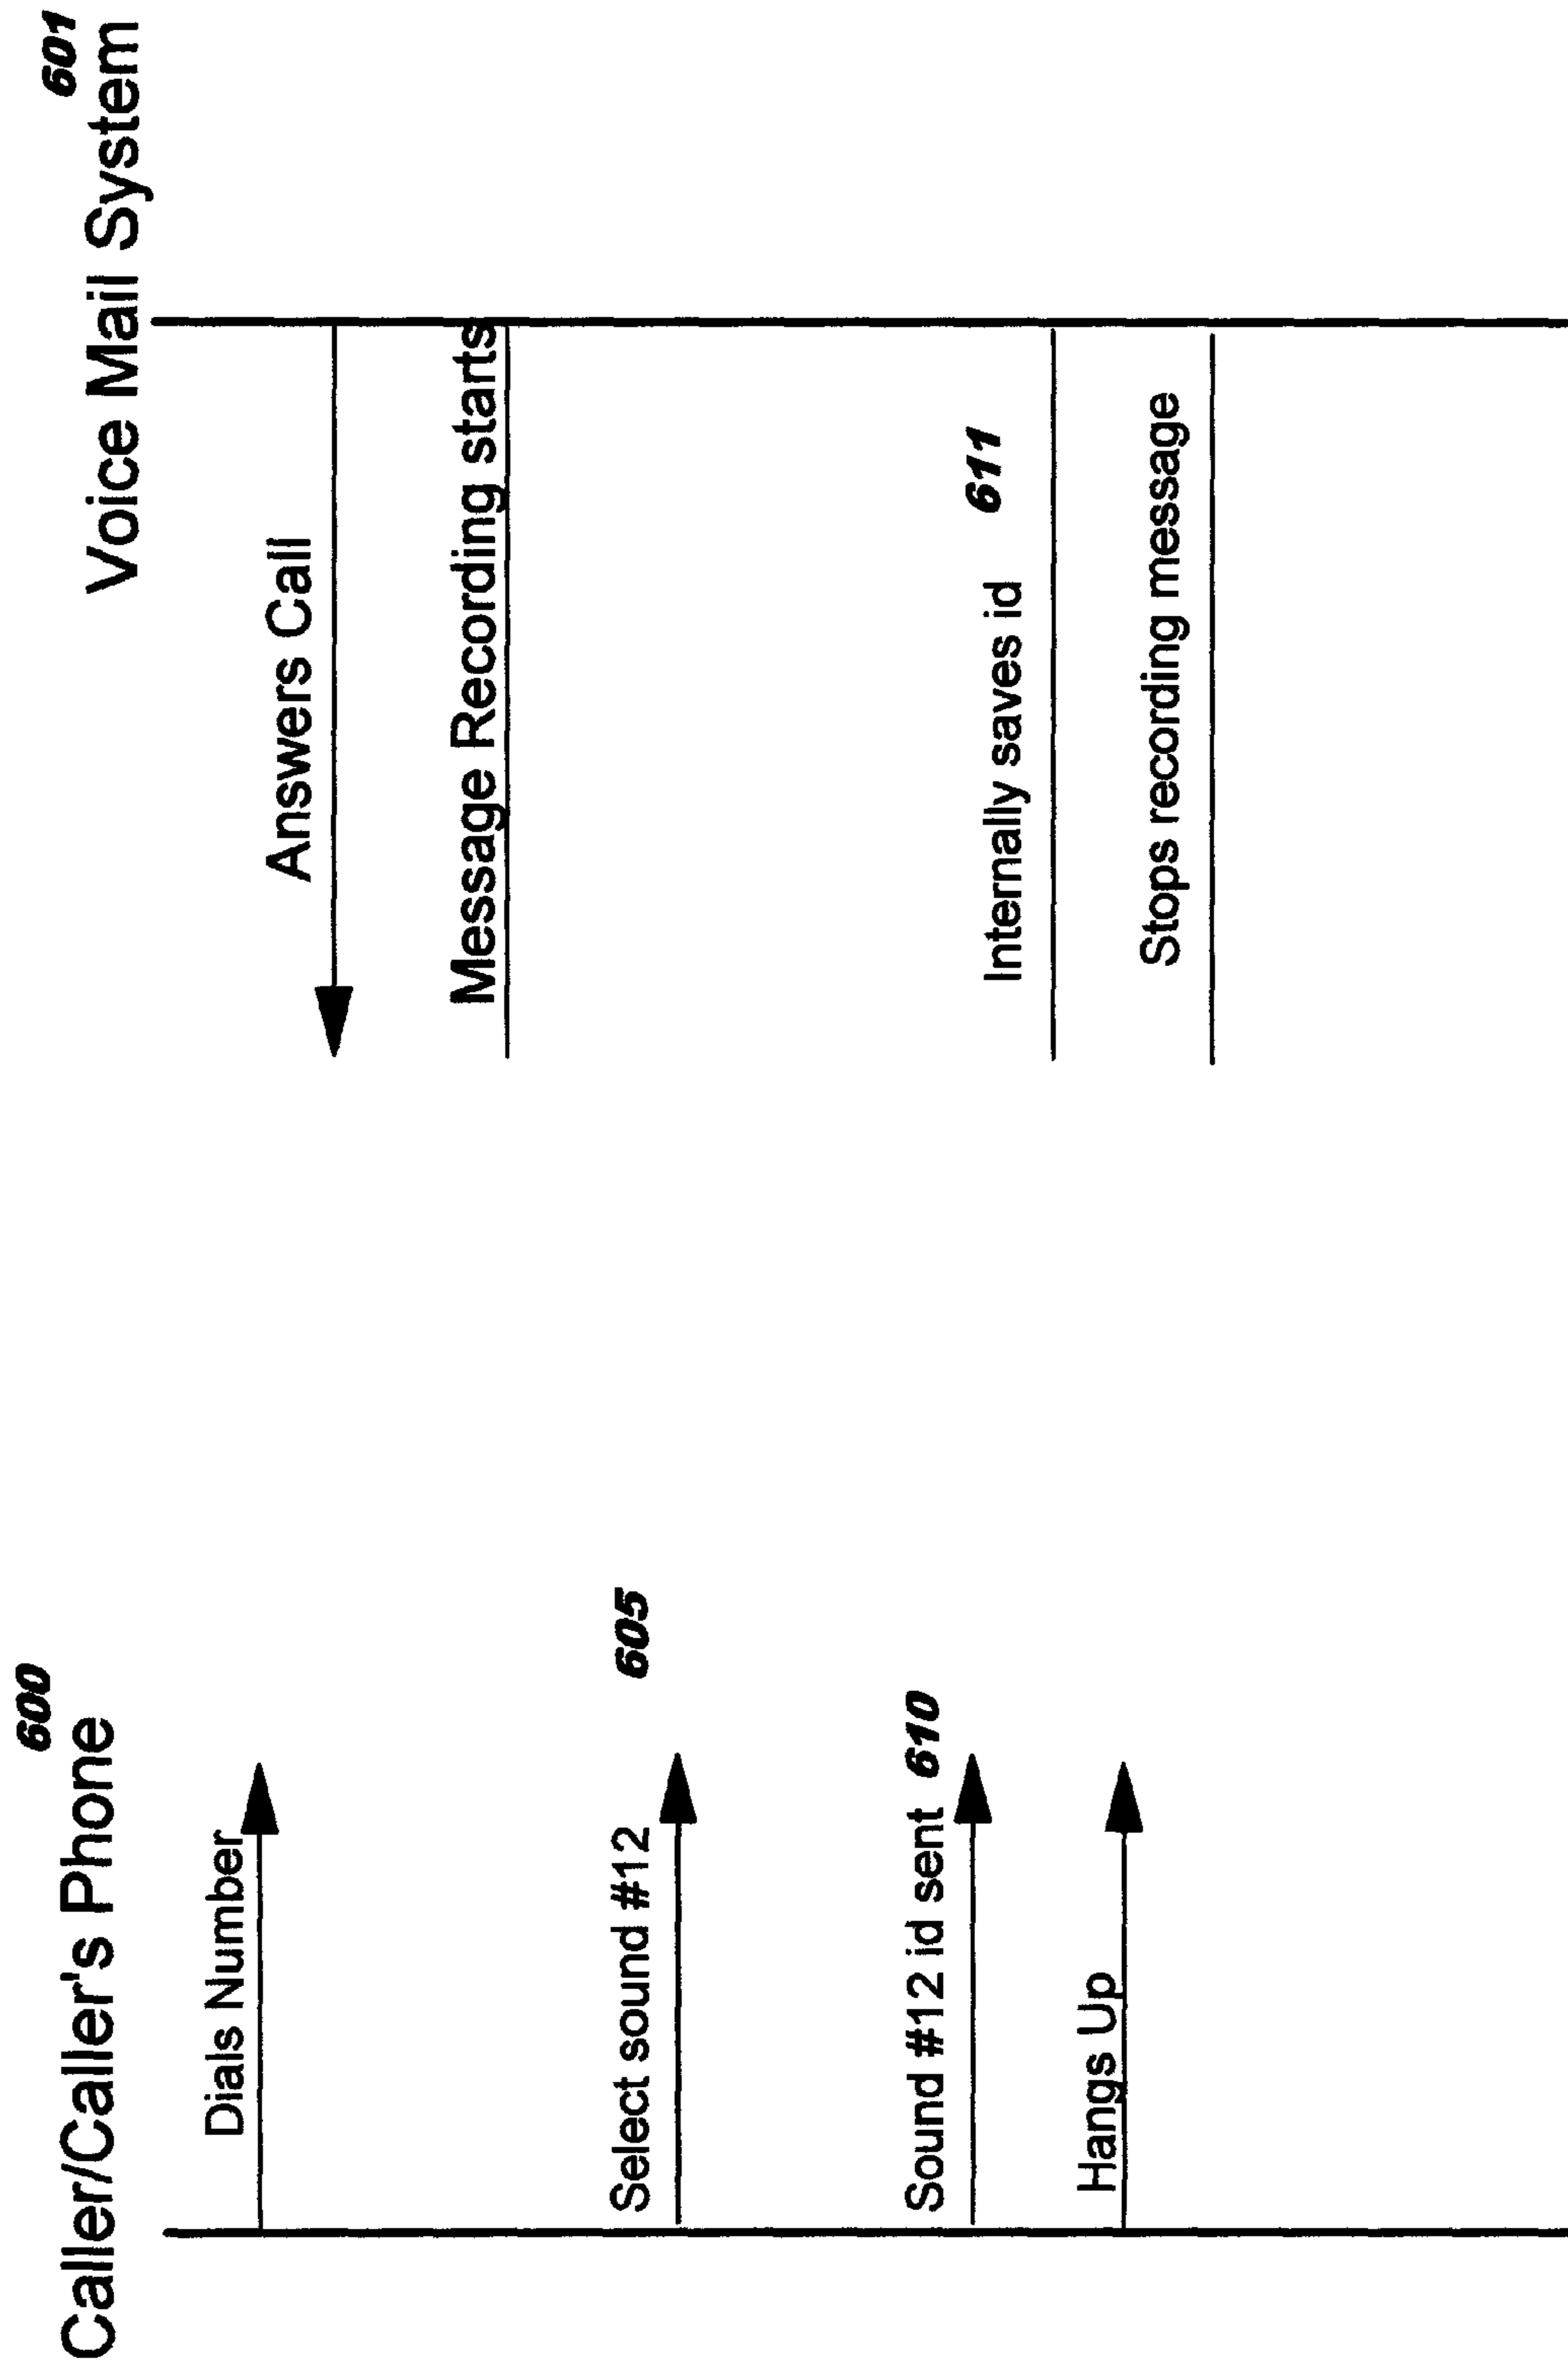 600
Caller/Caller's Phone
601
Voice Mail System
Dials Number
Answers Call
Message Recording starts
Select sound #12
605
Sound #12 id sent 610
Internally saves id 611
Hangs Up
Stops recording message